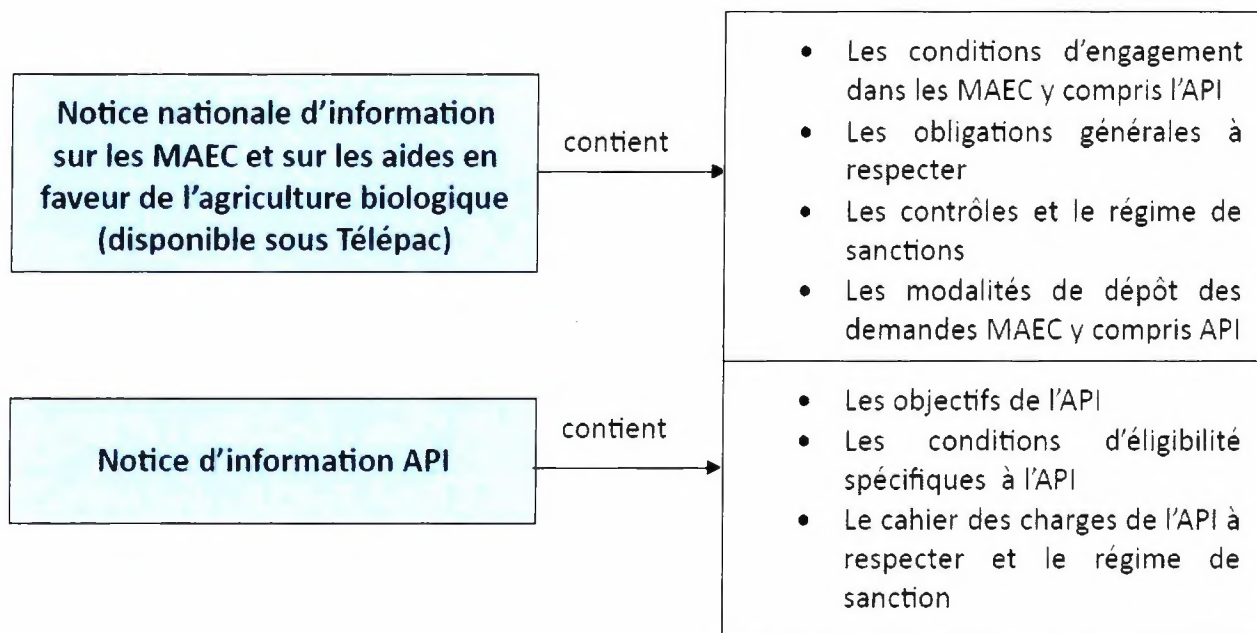 Notice nationale d'information
sur les MAEC et sur les aides en
faveur de l'agriculture biologique
(disponible sous Télépac)
contient
• Les conditions d'engagement
dans les MAEC y compris l'API
• Les obligations générales à
respecter
• Les contrôles et le régime de
sanctions
• Les modalités de dépôt des
demandes MAEC y compris API
Notice d'information API
contient
• Les objectifs de l'API
• Les conditions d'éligibilité
spécifiques à l'API
• Le cahier des charges de l'API à
respecter et le régime de
sanction